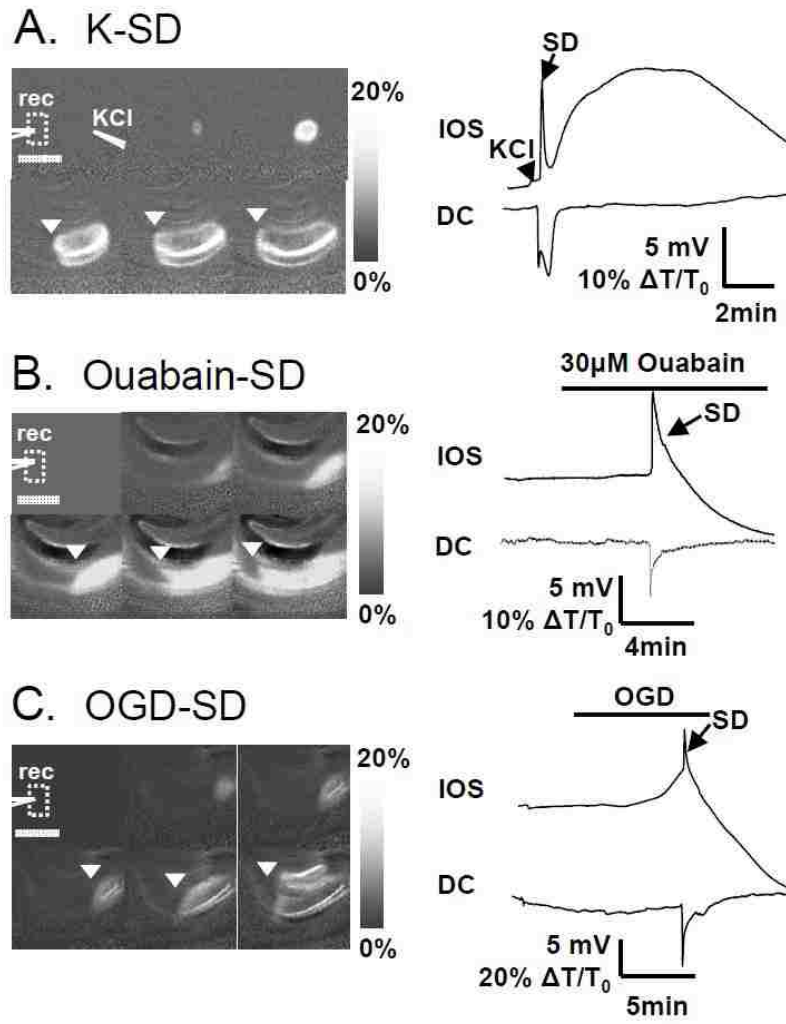 A. K-SD
rec
KCl
20%
0%
SD
IOS
KCl
DC
5 mV
10% ΔT/T₀
2min
B. Ouabain-SD
rec
20%
0%
30µM Ouabain
SD
IOS
DC
5 mV
10% ΔT/T₀
4min
C. OGD-SD
rec
20%
0%
OGD
SD
IOS
DC
5 mV
20% ΔT/T₀
5min